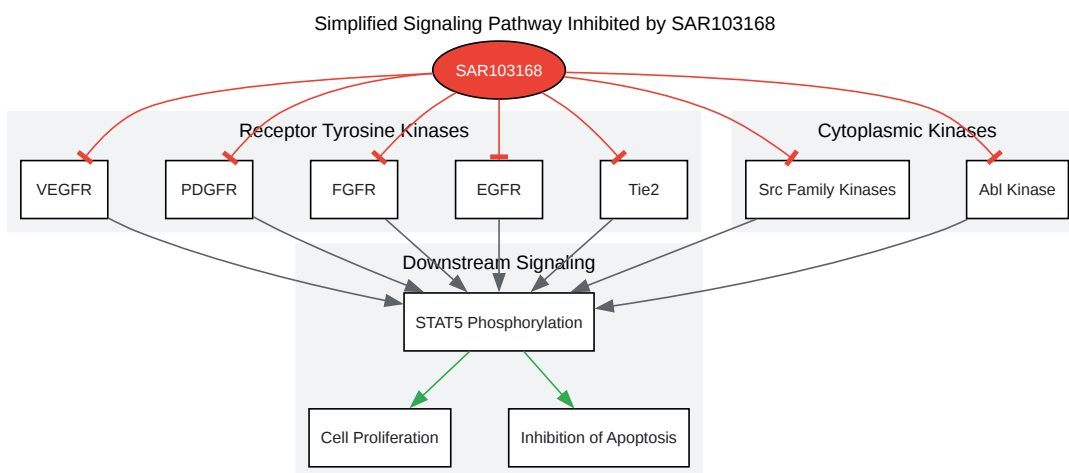 Simplified Signaling Pathway Inhibited by SAR103168
SAR103168
Receptor Tyrosine Kinases
Cytoplasmic Kinases
VEGFR
PDGFR
FGFR
EGFR
Tie2
Src Family Kinases
Abl Kinase
Downstream Signaling
STAT5 Phosphorylation
Cell Proliferation
Inhibition of Apoptosis